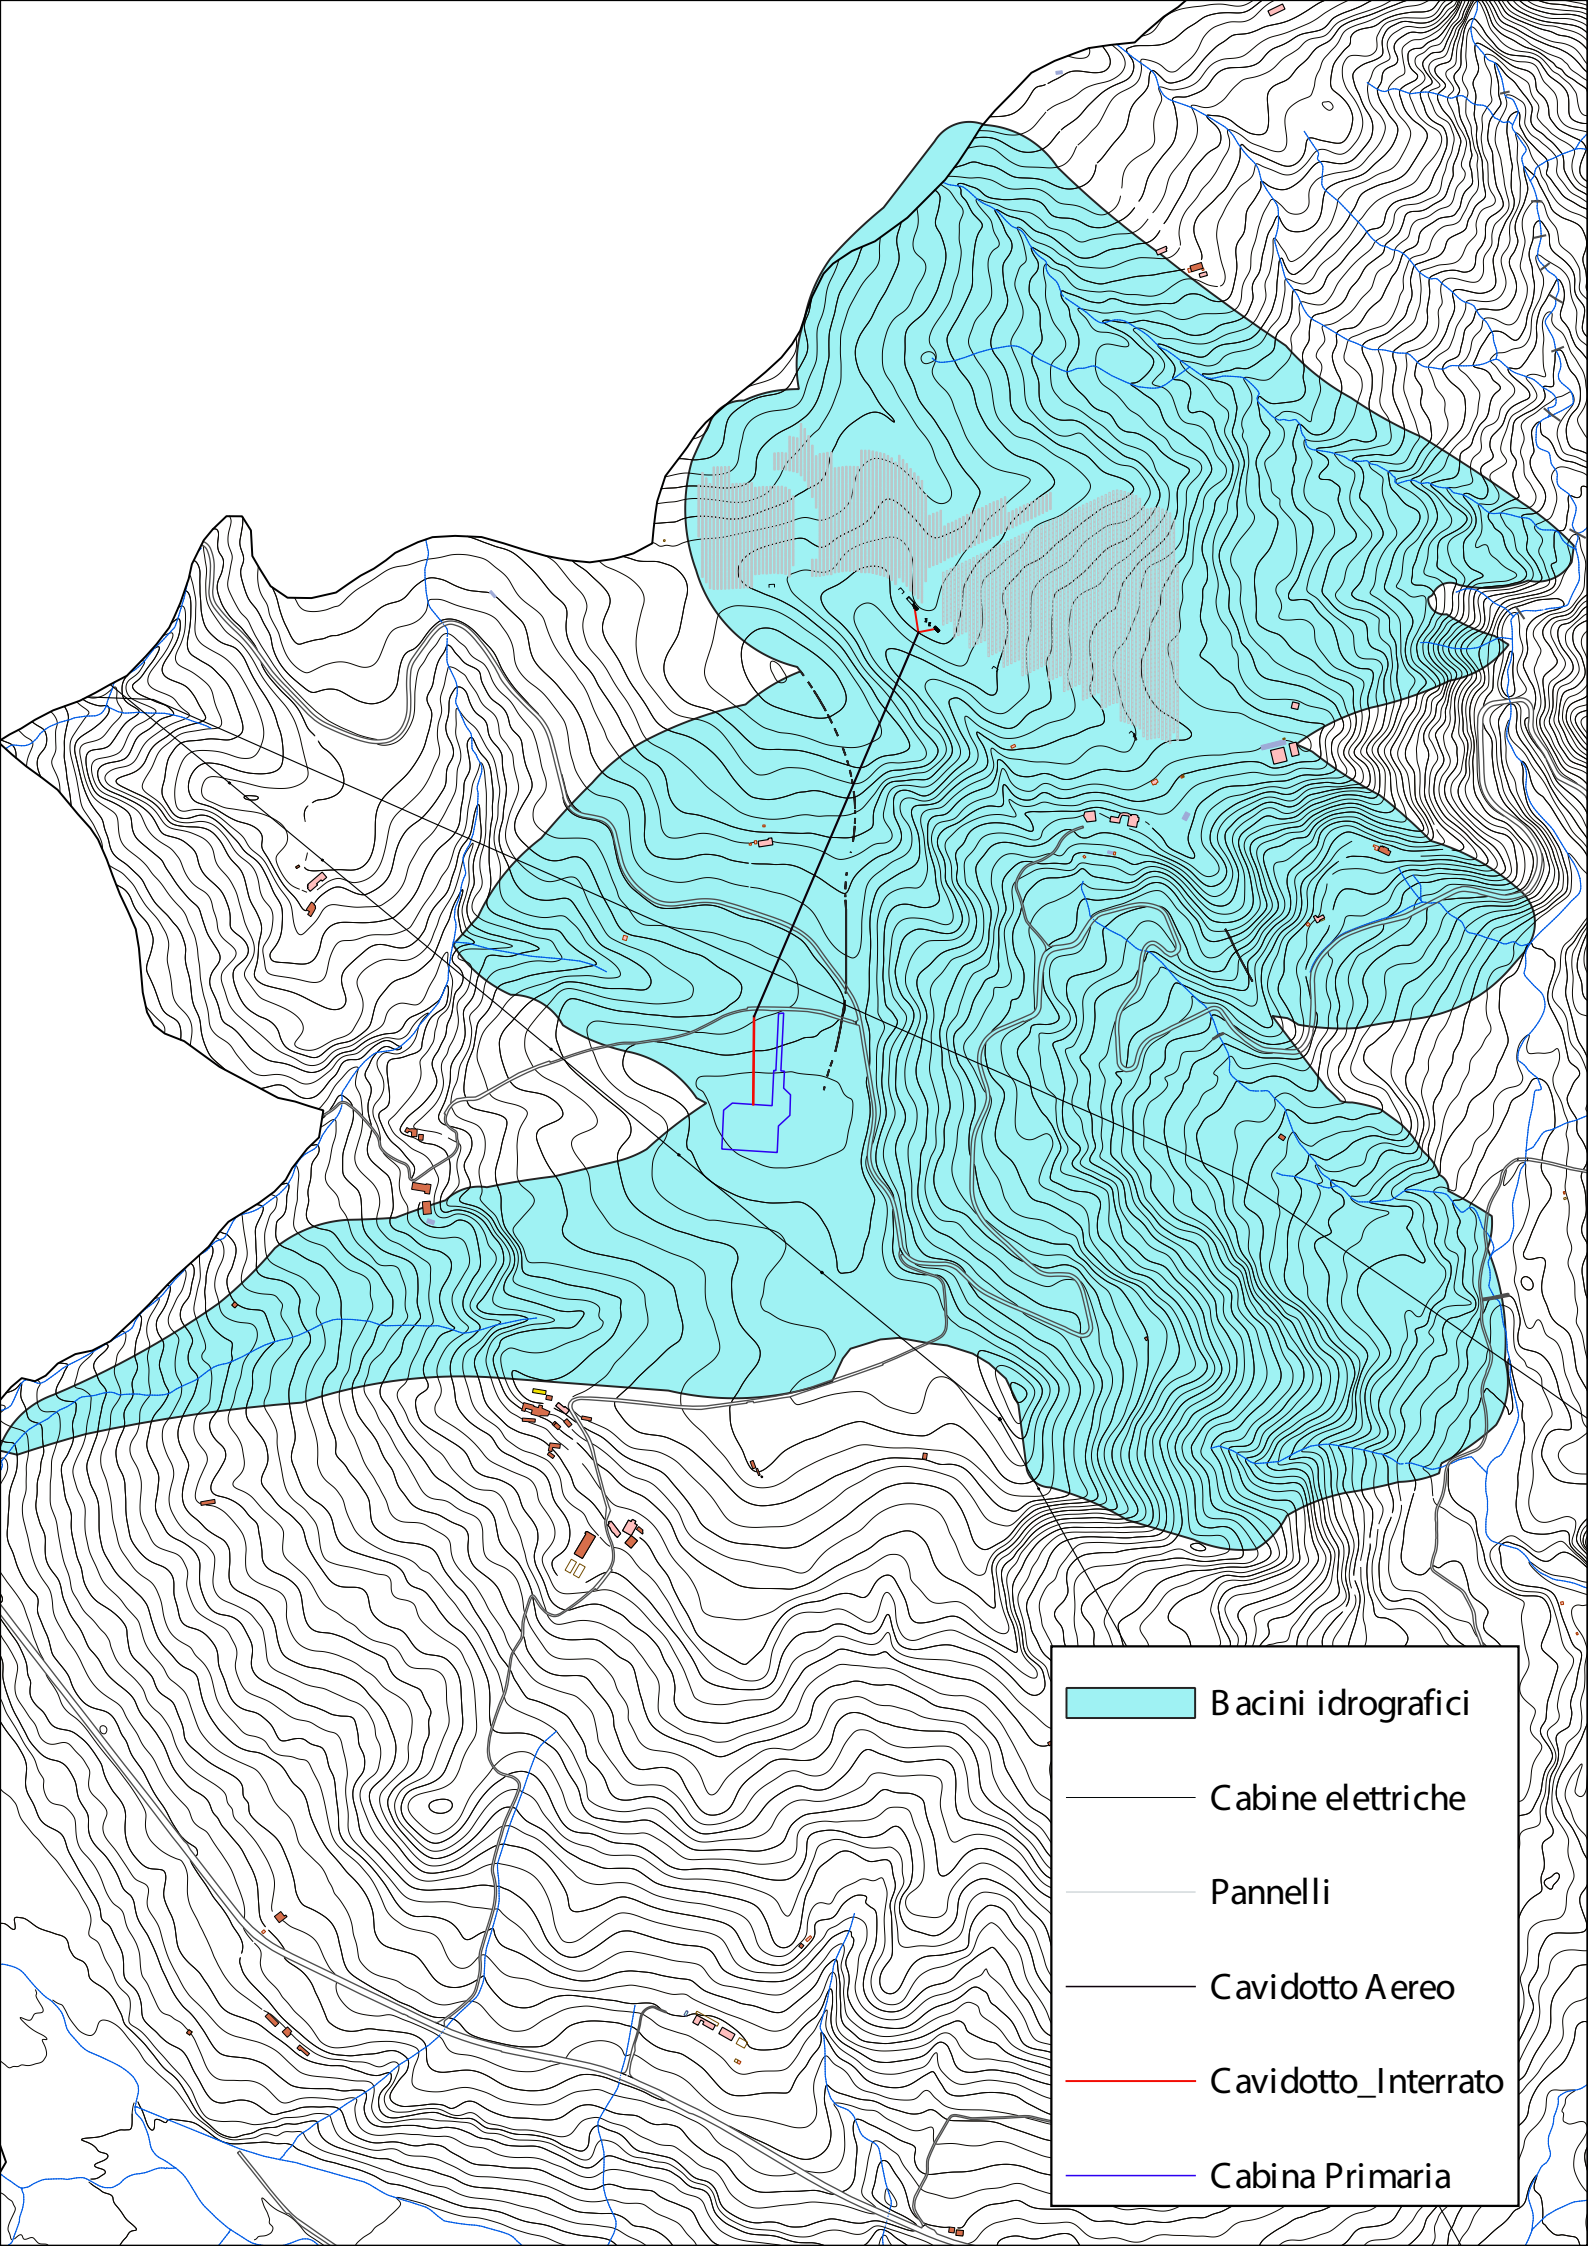 Bacini idrografici
Cabine elettriche
Pannelli
Cavidotto Aereo
Cavidotto_Interrato
Cabina Primaria